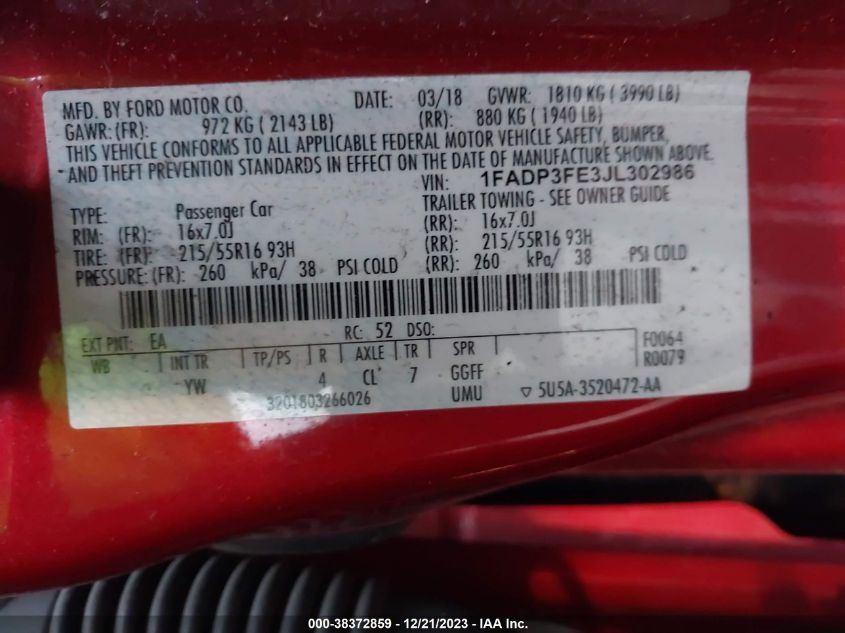 MFD. BY FORD MOTOR CO. DATE: 03/18 GVWR: 1810 KG ( 3990 LB)
GAWR:(FR): 972 KG ( 2143 LB) (RR): 880 KG ( 1940 LB)
THIS VEHICLE CONFORMS TO ALL APPLICABLE FEDERAL MOTOR VEHICLE SAFETY, BUMPER,
AND THEFT PREVENTION STANDARDS IN EFFECT ON THE DATE OF MANUFACTURE SHOWN ABOVE.
VIN: 1FADP3FE3JL302986
TYPE: Passenger Car TRAILER TOWING - SEE OWNER GUIDE
RIM: (FR): 16x7.0J (RR): 16x7.0J
TIRE: (FR): 215/55R16 93H (RR): 215/55R16 93H
PRESSURE:(FR): 260 kPa/ 38 PSI COLD (RR): 260 kPa/ 38 PSI COLD
EXT PNT: EA RC: 52 DSO: F0064
WB INT TR TP/PS R AXLE TR SPR R0079
YW 4 CL 7 GGFF
3201803266026 UMU ▽ 5U5A-3520472-AA
000-38372859 - 12/21/2023 - IAA Inc.